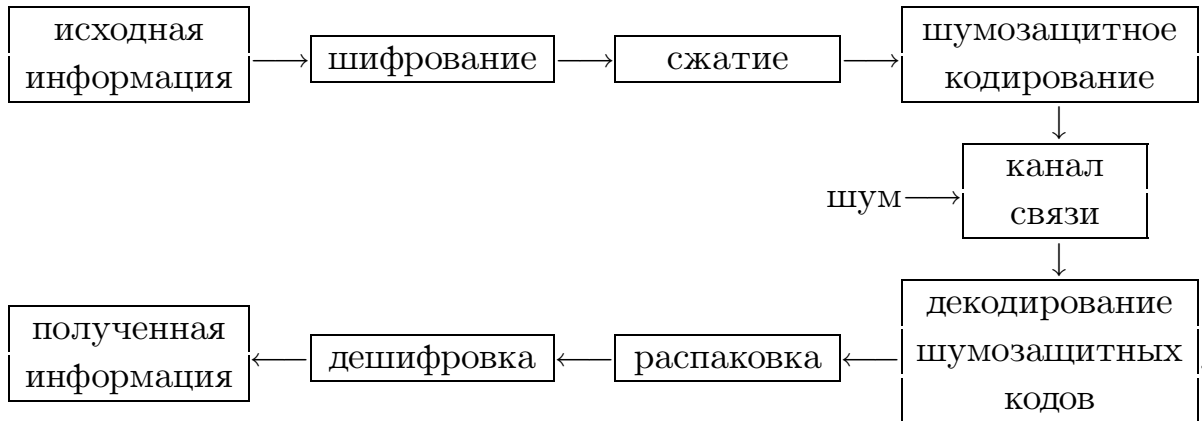 исходная
информация
шифрование
сжатие
шумозащитное
кодирование
шум
канал
связи
декодирование
шумозащитных
кодов
распаковка
дешифровка
полученная
информация